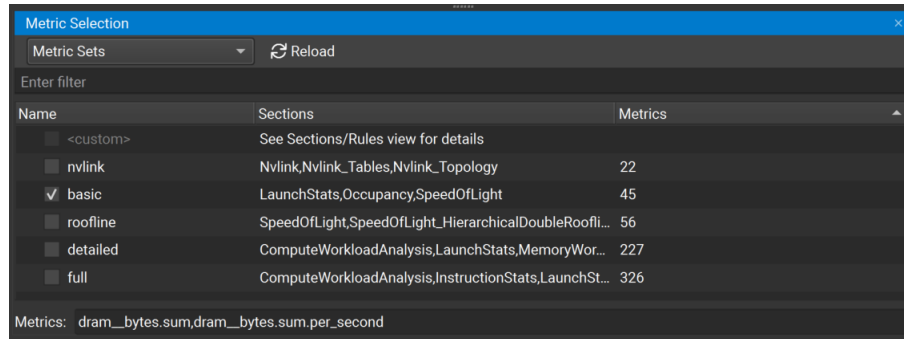 Metric Selection
Metric Sets Reload
Enter filter
Name Sections Metrics
<custom> See Sections/Rules view for details
nvlink Nvlink,Nvlink_Tables,Nvlink_Topology 22
basic LaunchStats,Occupancy,SpeedOfLight 45
roofline SpeedOfLight,SpeedOfLight_HierarchicalDoubleRoofli... 56
detailed ComputeWorkloadAnalysis,LaunchStats,MemoryWor... 227
full ComputeWorkloadAnalysis,InstructionStats,LaunchSt... 326
Metrics: dram__bytes.sum,dram__bytes.sum.per_second